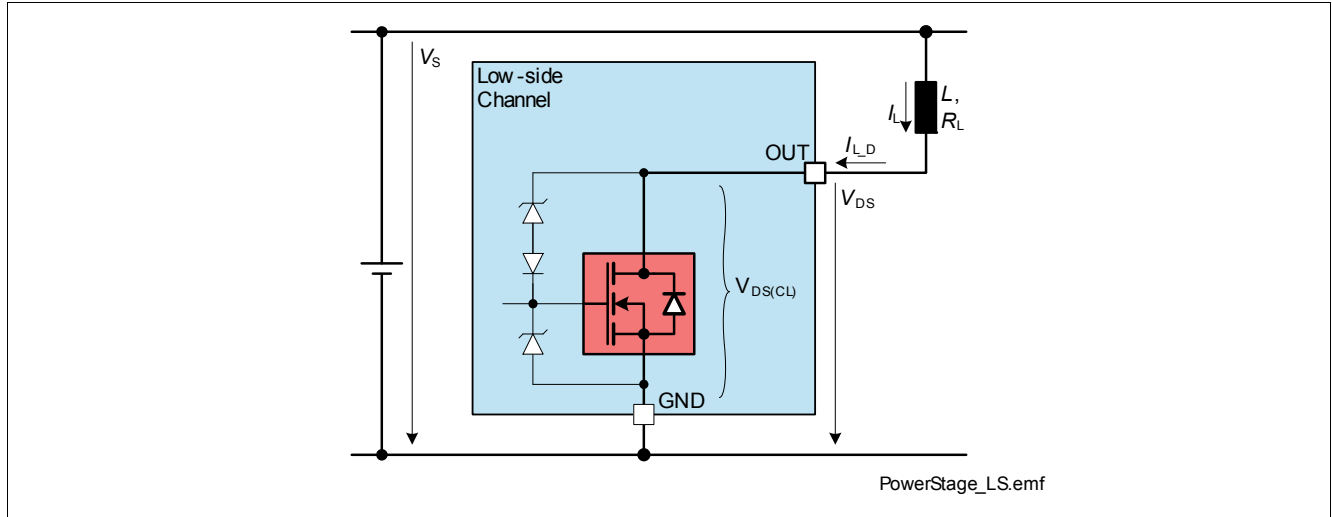 VS
Low-side
Channel
L,
RL
IL
IL_D
OUT
VDS
VDS(CL)
GND
PowerStage_LS.emf